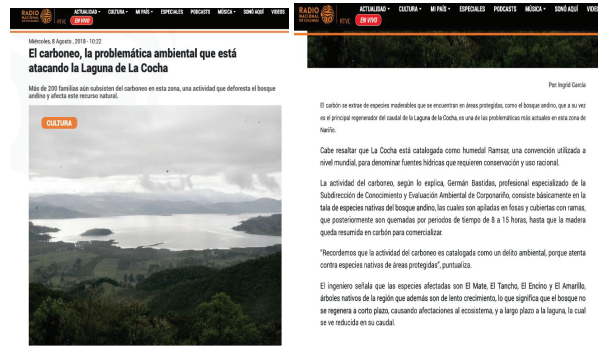 RADIO
NACIONAL
DE COLOMBIA
RTVC
ACTUALIDAD CULTURA MI PAÍS ESPECIALES PODCASTS MÚSICA SONÓ AQUÍ VIDEOS
EN VIVO
Miércoles, 8 Agosto , 2018 - 10:22
El carboneo, la problemática ambiental que está
atacando la Laguna de La Cocha
Más de 200 familias aún subsisten del carboneo en esta zona, una actividad que deforesta el bosque
andino y afecta este recurso natural.
CULTURA
RADIO
NACIONAL
DE COLOMBIA
RTVC
ACTUALIDAD CULTURA MI PAÍS ESPECIALES PODCASTS MÚSICA SONÓ AQUÍ VIDEOS
EN VIVO
Por: Ingrid García
El carbón se extrae de especies maderables que se encuentran en áreas protegidas, como el bosque andino, que a su vez
es el principal regenerador del caudal de la Laguna de la Cocha, es una de las problemáticas más actuales en esta zona de
Nariño.
Cabe resaltar que La Cocha está catalogada como humedal Ramsar, una convención utilizada a
nivel mundial, para denominar fuentes hídricas que requieren conservación y uso racional.
La actividad del carboneo, según lo explica, Germán Bastidas, profesional especializado de la
Subdirección de Conocimiento y Evaluación Ambiental de Corponariño, consiste básicamente en la
tala de especies nativas del bosque andino, las cuales son apiladas en fosas y cubiertas con ramas,
que posteriormente son quemadas por periodos de tiempo de 8 a 15 horas, hasta que la madera
queda resumida en carbón para comercializar.
"Recordemos que la actividad del carboneo es catalogada como un delito ambiental, porque atenta
contra especies nativas de áreas protegidas", puntualiza.
El ingeniero señala que las especies afectadas son El Mate, El Tancho, El Encino y El Amarillo,
árboles nativos de la región que además son de lento crecimiento, lo que significa que el bosque no
se regenera a corto plazo, causando afectaciones al ecosistema, y a largo plazo a la laguna, la cual
se ve reducida en su caudal.